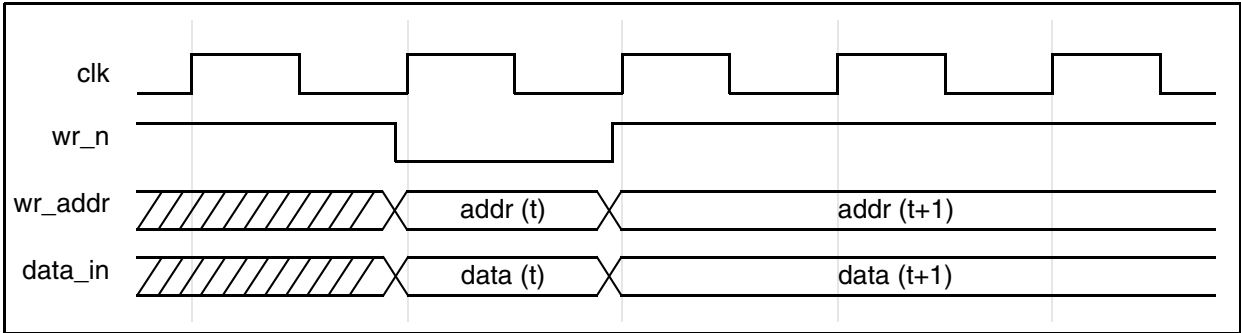 clk
wr_n
wr_addr addr (t) addr (t+1)
data_in data (t) data (t+1)